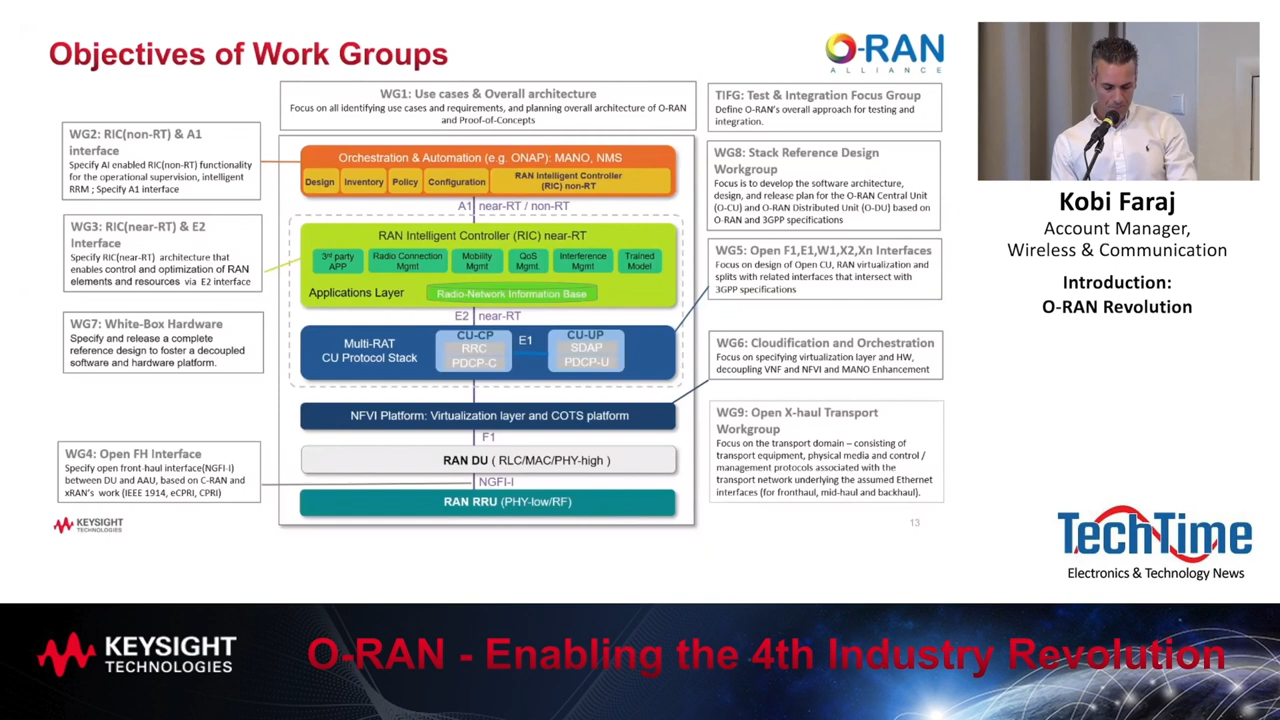 Objectives of Work Groups
O-RAN
ALLIANCE
WG1: Use cases & Overall architecture
Focus on all identifying use cases and requirements, and planning overall architecture of O-RAN
and Proof-of-Concepts
WG2: RIC(non-RT) & A1
interface
Specify AI enabled RIC(non-RT) functionality
for the operational supervision, intelligent
RRM ; Specify A1 interface
WG3: RIC(near-RT) & E2
Interface
Specify RIC(near-RT) architecture that
enables control and optimization of RAN
elements and resources via E2 interface
WG7: White-Box Hardware
Specify and release a complete
reference design to foster a decoupled
software and hardware platform.
WG4: Open FH Interface
Specify open front-haul interface(NGFI-I)
between DU and AAU, based on C-RAN and
xRAN's work (IEEE 1914, eCPRI, CPRI)
Orchestration & Automation (e.g. ONAP): MANO, NMS
Design
Inventory
Policy
Configuration
RAN Intelligent Controller
(RIC) non-RT
A1 near-RT / non-RT
RAN Intelligent Controller (RIC) near-RT
3rd party
APP
Radio Connection
Mgmt
Mobility
Mgmt
QoS
Mgmt.
Interference
Mgmt
Trained
Model
Applications Layer
Radio-Network Information Base
E2 near-RT
Multi-RAT
CU Protocol Stack
CU-CP
RRC
PDCP-C
E1
CU-UP
SDAP
PDCP-U
NFVI Platform: Virtualization layer and COTS platform
F1
RAN DU ( RLC/MAC/PHY-high )
NGFI-I
RAN RRU (PHY-low/RF)
TIFG: Test & Integration Focus Group
Define O-RAN's overall approach for testing and
integration.
WG8: Stack Reference Design
Workgroup
Focus is to develop the software architecture,
design, and release plan for the O-RAN Central Unit
(O-CU) and O-RAN Distributed Unit (O-DU) based on
O-RAN and 3GPP specifications
WG5: Open F1,E1,W1,X2,Xn Interfaces
Focus on design of Open CU, RAN virtualization and
splits with related interfaces that intersect with
3GPP specifications
WG6: Cloudification and Orchestration
Focus on specifying virtualization layer and HW,
decoupling VNF and NFVI and MANO Enhancement
WG9: Open X-haul Transport
Workgroup
Focus on the transport domain – consisting of
transport equipment, physical media and control /
management protocols associated with the
transport network underlying the assumed Ethernet
interfaces (for fronthaul, mid-haul and backhaul).
KEYSIGHT
TECHNOLOGIES
13
Kobi Faraj
Account Manager,
Wireless & Communication
Introduction:
O-RAN Revolution
TechTime
Electronics & Technology News
KEYSIGHT
TECHNOLOGIES
O-RAN - Enabling the 4th Industry Revolution